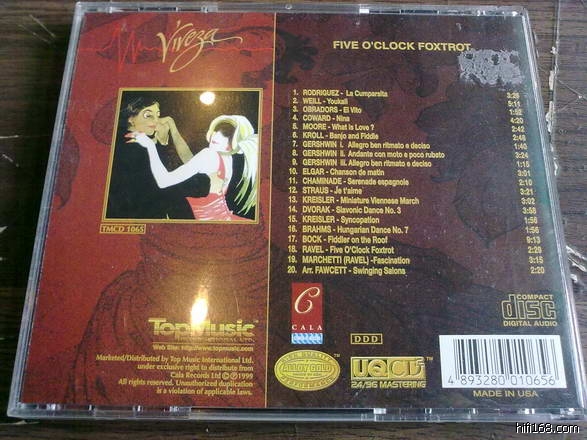 Viveza
FIVE O'CLOCK FOXTROT
1. RODRIGUEZ - La Cumparsita 3:25
2. WEILL - Youkali 5:11
3. OBRADORS - El Vito 1:52
4. COWARD - Nina 4:20
5. MOORE - What is Love ? 2:42
6. KROLL - Banjo and Fiddle 2:48
7. GERSHWIN i. Allegro ben ritmato e deciso 1:40
8. GERSHWIN ii. Andante con moto e poco rubato 3:24
9. GERSHWIN iii. Allegro ben ritmato e deciso 1:15
10. ELGAR - Chanson de matin 3:01
11. CHAMINADE - Serenade espagnole 2:10
12. STRAUS - Je t'aime 3:21
13. KREISLER - Miniature Viennese March 3:02
14. DVORAK - Slavonic Dance No. 3 3:58
15. KREISLER - Syncopation 1:56
16. BRAHMS - Hungarian Dance No. 7 1:56
17. BOCK - Fiddler on the Roof 9:13
18. RAVEL - Five O'Clock Foxtrot 2:28
19. MARCHETTI (RAVEL) -Fascination 3:15
20. Arr. FAWCETT - Swinging Salons 2:20
TMCD 1065
TopMusic
INTERNATIONAL LTD.
Web Site: http://www.topmusic.com
Marketed/Distributed by Top Music International Ltd.
under exclusive right to distribute from
Cala Records Ltd ©℗1999
All rights reserved. Unauthorized duplication
is a violation of applicable laws.
C
CALA
DDD
HIGH QUALITY
ALLOY GOLD
UQCD™
24/96 MASTERING
COMPACT
disc
DIGITAL AUDIO
4 893280 010656
MADE IN USA
hifi168.com